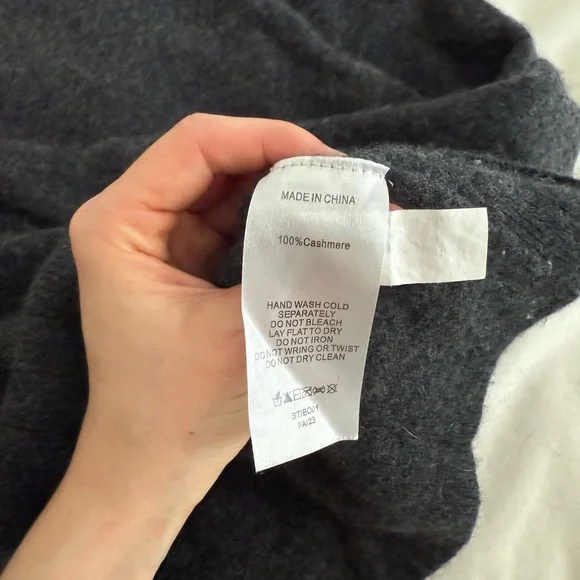 MADE IN CHINA
100%Cashmere
HAND WASH COLD
SEPARATELY
DO NOT BLEACH
LAY FLAT TO DRY
DO NOT IRON
DO NOT WRING OR TWIST
DO NOT DRY CLEAN
STIBC01
FA/23